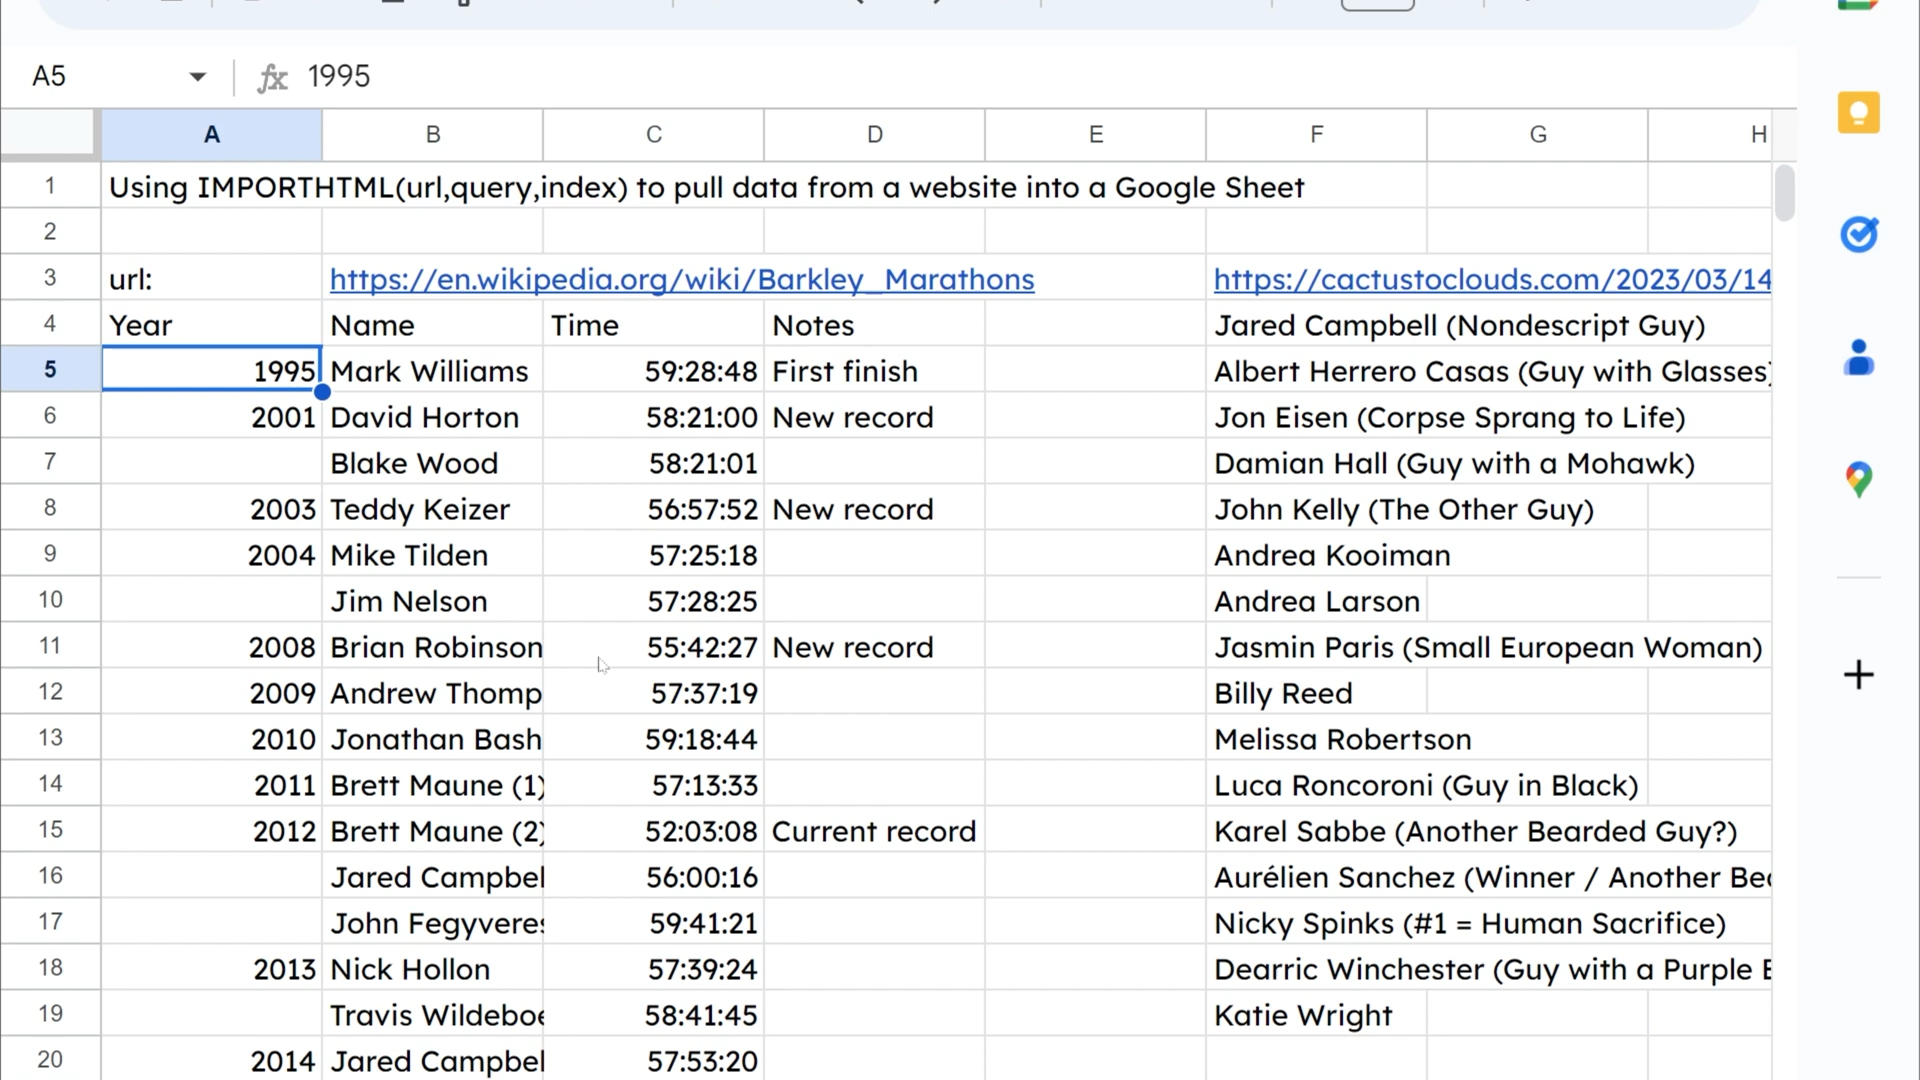 A5 fx 1995
A B C D E F G H
1 Using IMPORTHTML(url,query,index) to pull data from a website into a Google Sheet
2
3 url: https://en.wikipedia.org/wiki/Barkley_Marathons https://cactustoclouds.com/2023/03/14
4 Year Name Time Notes Jared Campbell (Nondescript Guy)
5 1995 Mark Williams 59:28:48 First finish Albert Herrero Casas (Guy with Glasses)
6 2001 David Horton 58:21:00 New record Jon Eisen (Corpse Sprang to Life)
7 Blake Wood 58:21:01 Damian Hall (Guy with a Mohawk)
8 2003 Teddy Keizer 56:57:52 New record John Kelly (The Other Guy)
9 2004 Mike Tilden 57:25:18 Andrea Kooiman
10 Jim Nelson 57:28:25 Andrea Larson
11 2008 Brian Robinson 55:42:27 New record Jasmin Paris (Small European Woman)
12 2009 Andrew Thomp 57:37:19 Billy Reed
13 2010 Jonathan Bash 59:18:44 Melissa Robertson
14 2011 Brett Maune (1) 57:13:33 Luca Roncoroni (Guy in Black)
15 2012 Brett Maune (2) 52:03:08 Current record Karel Sabbe (Another Bearded Guy?)
16 Jared Campbel 56:00:16 Aurélien Sanchez (Winner / Another Bea
17 John Fegyveres 59:41:21 Nicky Spinks (#1 = Human Sacrifice)
18 2013 Nick Hollon 57:39:24 Dearric Winchester (Guy with a Purple B
19 Travis Wildeboe 58:41:45 Katie Wright
20 2014 Jared Campbel 57:53:20